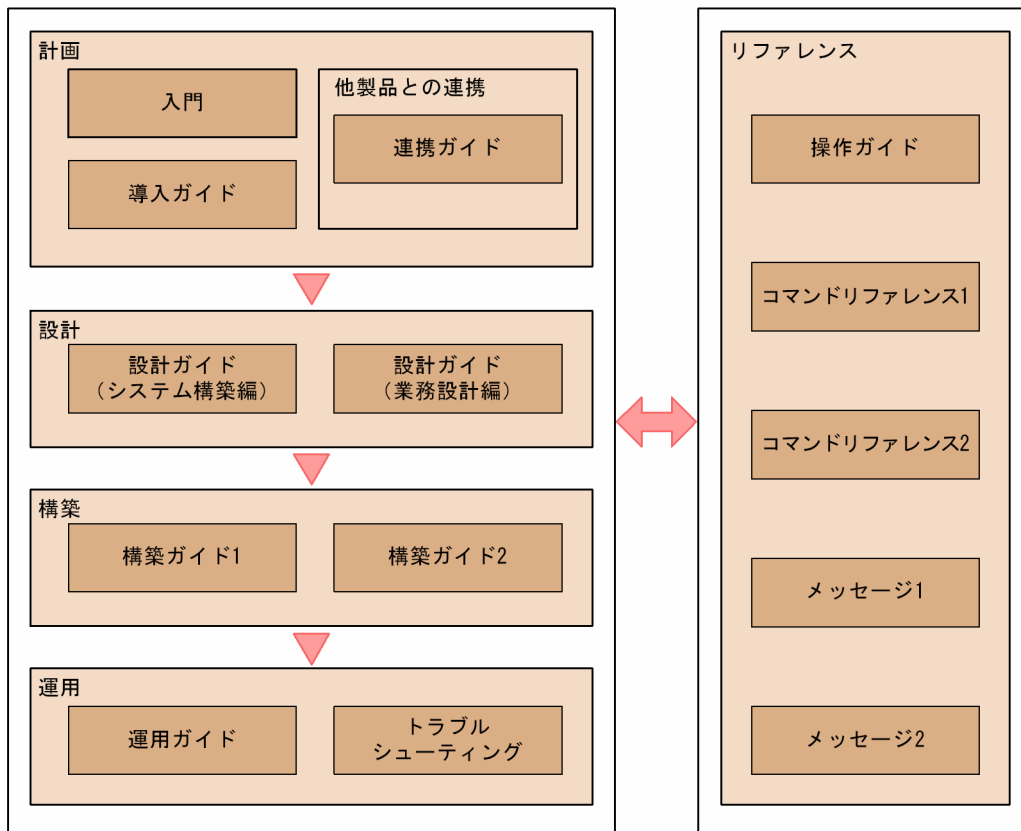 計画
入門
導入ガイド
他製品との連携
連携ガイド
設計
設計ガイド
（システム構築編）
設計ガイド
（業務設計編）
構築
構築ガイド1
構築ガイド2
運用
運用ガイド
トラブル
シューティング
リファレンス
操作ガイド
コマンドリファレンス1
コマンドリファレンス2
メッセージ1
メッセージ2